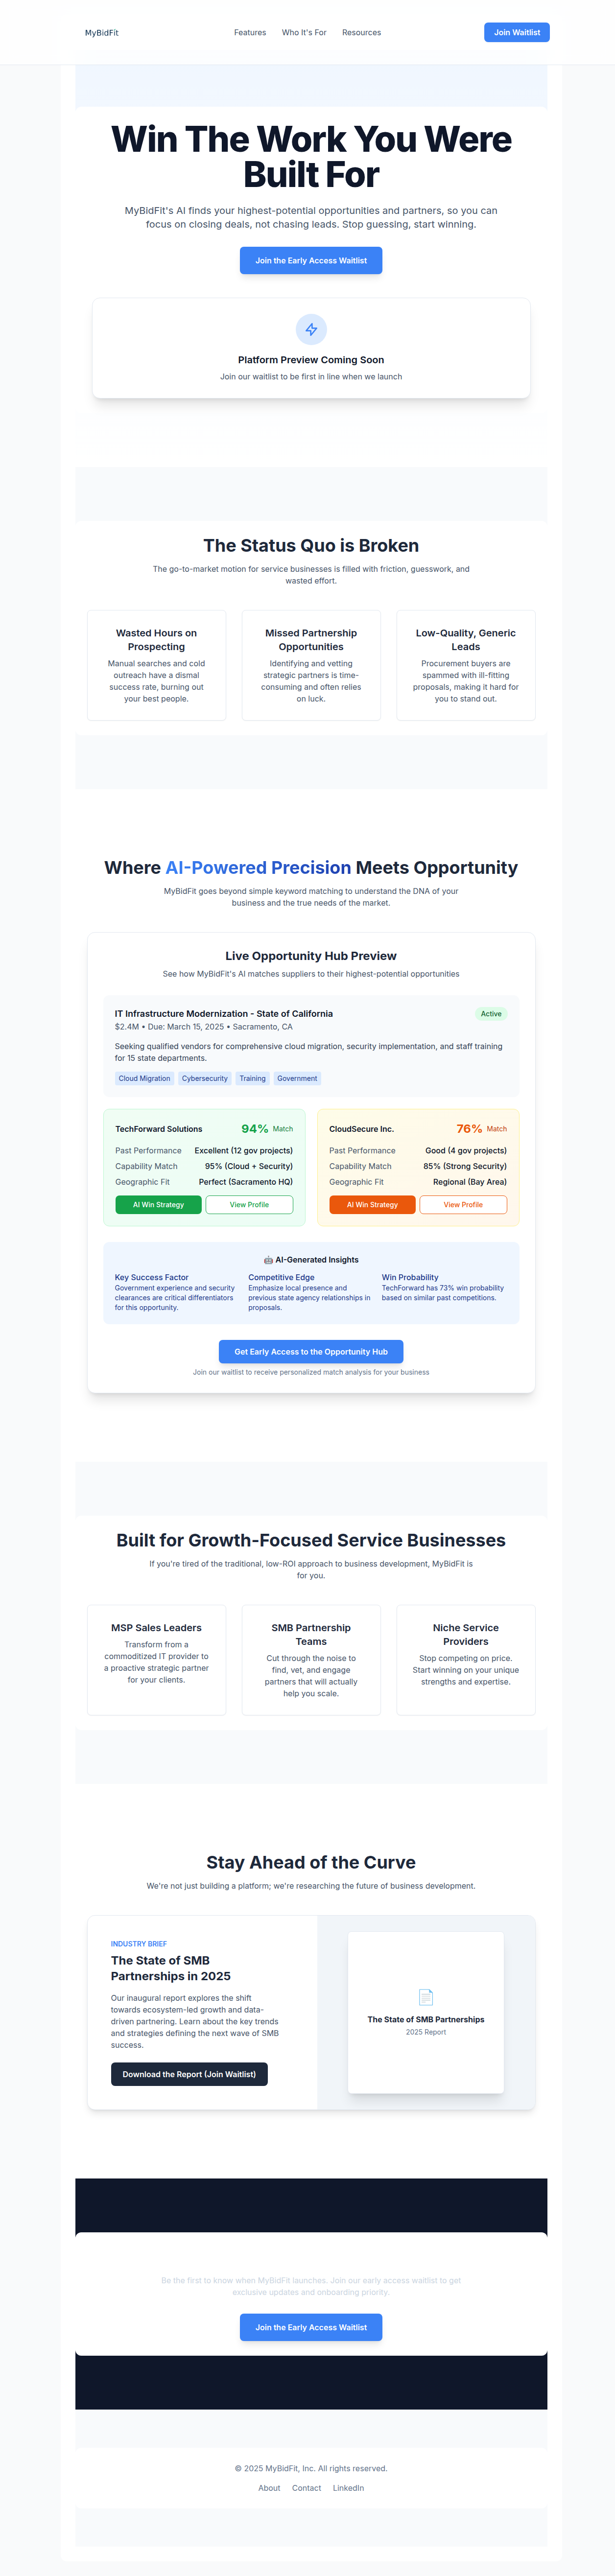 MyBidFit
Features
Who It's For
Resources
Join Waitlist
Win The Work You Were
Built For
MyBidFit's AI finds your highest-potential opportunities and partners, so you can
focus on closing deals, not chasing leads. Stop guessing, start winning.
Join the Early Access Waitlist
Platform Preview Coming Soon
Join our waitlist to be first in line when we launch
The Status Quo is Broken
The go-to-market motion for service businesses is filled with friction, guesswork, and
wasted effort.
Wasted Hours on
Prospecting
Manual searches and cold
outreach have a dismal
success rate, burning out
your best people.
Missed Partnership
Opportunities
Identifying and vetting
strategic partners is time-
consuming and often relies
on luck.
Low-Quality, Generic
Leads
Procurement buyers are
spammed with ill-fitting
proposals, making it hard for
you to stand out.
Where AI-Powered Precision Meets Opportunity
MyBidFit goes beyond simple keyword matching to understand the DNA of your
business and the true needs of the market.
Live Opportunity Hub Preview
See how MyBidFit's AI matches suppliers to their highest-potential opportunities
IT Infrastructure Modernization - State of California
Active
$2.4M • Due: March 15, 2025 • Sacramento, CA
Seeking qualified vendors for comprehensive cloud migration, security implementation, and staff training
for 15 state departments.
Cloud Migration
Cybersecurity
Training
Government
TechForward Solutions
94% Match
Past Performance
Excellent (12 gov projects)
Capability Match
95% (Cloud + Security)
Geographic Fit
Perfect (Sacramento HQ)
AI Win Strategy
View Profile
CloudSecure Inc.
76% Match
Past Performance
Good (4 gov projects)
Capability Match
85% (Strong Security)
Geographic Fit
Regional (Bay Area)
AI Win Strategy
View Profile
🤖 AI-Generated Insights
Key Success Factor
Government experience and security
clearances are critical differentiators
for this opportunity.
Competitive Edge
Emphasize local presence and
previous state agency relationships in
proposals.
Win Probability
TechForward has 73% win probability
based on similar past competitions.
Get Early Access to the Opportunity Hub
Join our waitlist to receive personalized match analysis for your business
Built for Growth-Focused Service Businesses
If you're tired of the traditional, low-ROI approach to business development, MyBidFit is
for you.
MSP Sales Leaders
Transform from a
commoditized IT provider to
a proactive strategic partner
for your clients.
SMB Partnership
Teams
Cut through the noise to
find, vet, and engage
partners that will actually
help you scale.
Niche Service
Providers
Stop competing on price.
Start winning on your unique
strengths and expertise.
Stay Ahead of the Curve
We're not just building a platform; we're researching the future of business development.
INDUSTRY BRIEF
The State of SMB
Partnerships in 2025
Our inaugural report explores the shift
towards ecosystem-led growth and data-
driven partnering. Learn about the key trends
and strategies defining the next wave of SMB
success.
Download the Report (Join Waitlist)
The State of SMB Partnerships
2025 Report
Be the first to know when MyBidFit launches. Join our early access waitlist to get
exclusive updates and onboarding priority.
Join the Early Access Waitlist
© 2025 MyBidFit, Inc. All rights reserved.
About
Contact
LinkedIn